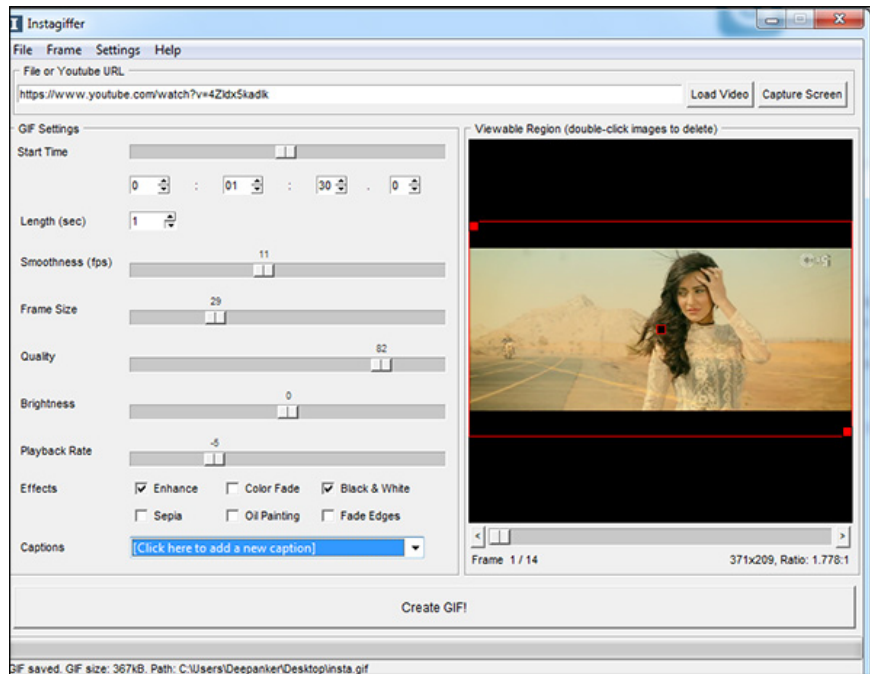 Instagiffer
File Frame Settings Help
File or Youtube URL
https://www.youtube.com/watch?v=4Zldx5kadlk
Load Video Capture Screen
GIF Settings
Start Time
0 : 01 : 30 . 0
Length (sec) 1
Smoothness (fps) 11
Frame Size 29
Quality 82
Brightness 0
Playback Rate -5
Effects Enhance Color Fade Black & White
Sepia Oil Painting Fade Edges
Captions [Click here to add a new caption]
Viewable Region (double-click images to delete)
< >
Frame 1 / 14 371x209, Ratio: 1.778:1
Create GIF!
GIF saved. GIF size: 367kB. Path: C:\Users\Deepanker\Desktop\insta.gif